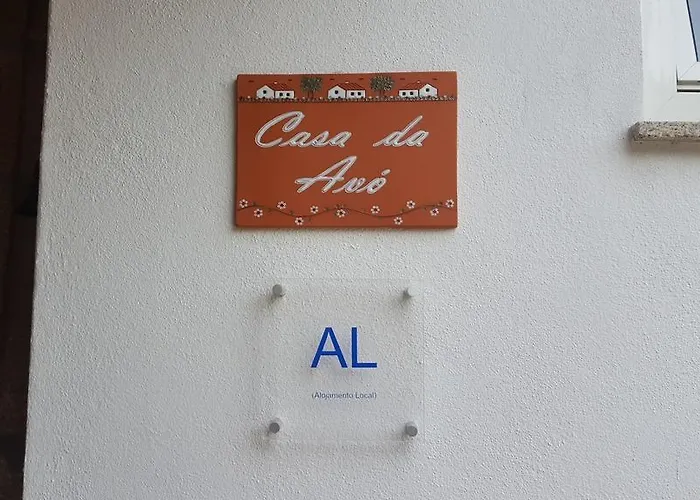 Casa da
Avó
AL
(Alojamento Local)